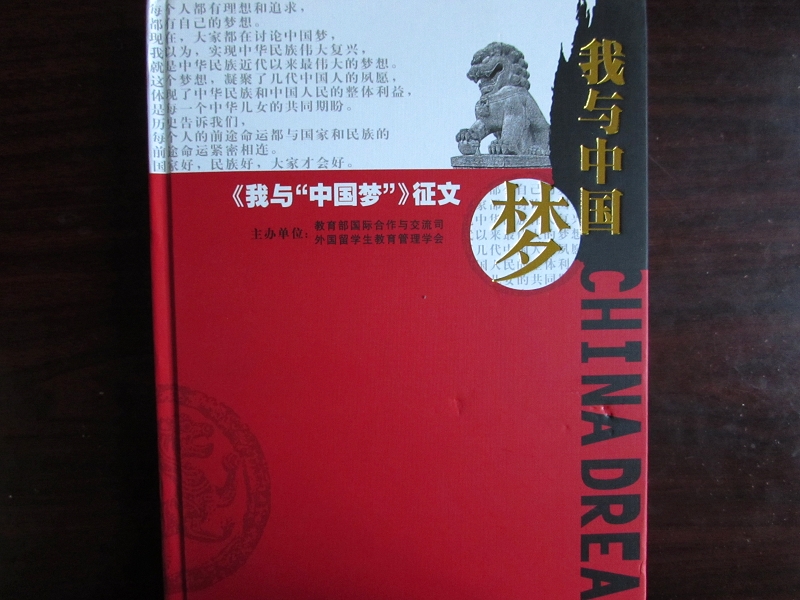 每个人都有理想和追求，
都有自己的梦想。
现在，大家都在讨论中国梦，
我以为，实现中华民族伟大复兴，
就是中华民族近代以来最伟大的梦想。
这个梦想，凝聚了几代中国人的夙愿，
体现了中华民族和中国人民的整体利益，
是每一个中华儿女的共同期盼。
历史告诉我们，
每个人的前途命运都与国家和民族的
前途命运紧密相连。
国家好，民族好，大家才会好。
我与中国
梦
《我与“中国梦”》征文
主办单位：
教育部国际合作与交流司
外国留学生教育管理学会
CHINA DREA